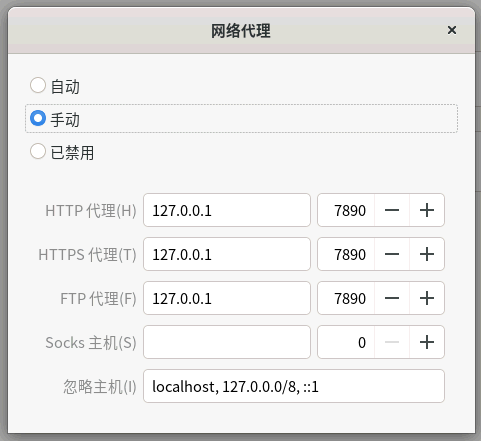 网络代理
自动
手动
已禁用
HTTP 代理(H) 127.0.0.1 7890
HTTPS 代理(T) 127.0.0.1 7890
FTP 代理(F) 127.0.0.1 7890
Socks 主机(S) 0
忽略主机(I) localhost, 127.0.0.0/8, ::1